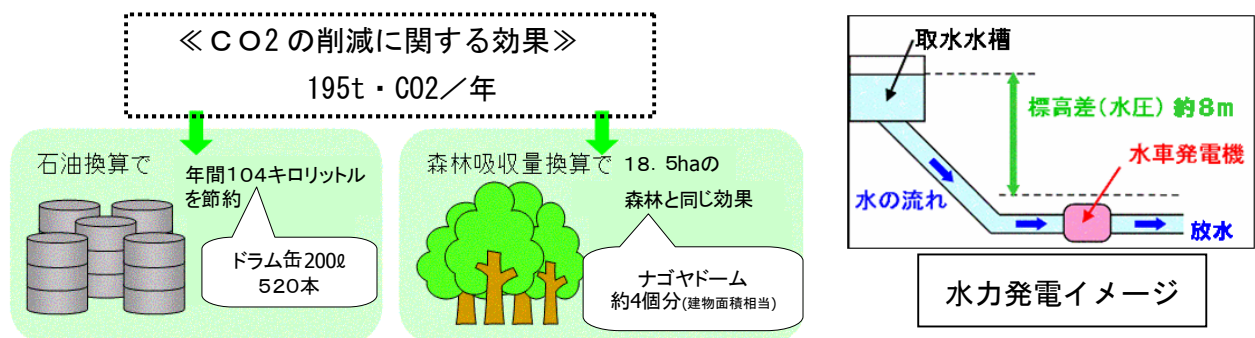 ≪ＣＯ2の削減に関する効果≫
195t・CO2／年
石油換算で
年間１０４キロリットル
を節約
ドラム缶200ℓ
５２０本
森林吸収量換算で
１８．５haの
森林と同じ効果
ナゴヤドーム
約4個分(建物面積相当)
取水水槽
標高差(水圧) 約８ｍ
水車発電機
水の流れ
放水
水力発電イメージ